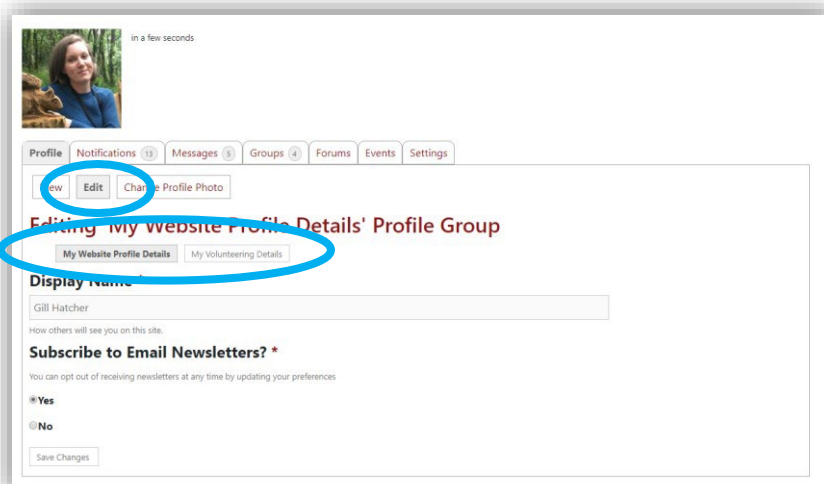 in a few seconds
Profile Notifications 13 Messages 5 Groups 4 Forums Events Settings
Edit Change Profile Photo
Editing 'My Website Profile Details' Profile Group
My Website Profile Details My Volunteering Details
Display Name
Gill Hatcher
How others will see you on this site.
Subscribe to Email Newsletters? *
You can opt out of receiving newsletters at any time by updating your preferences
Yes
No
Save Changes